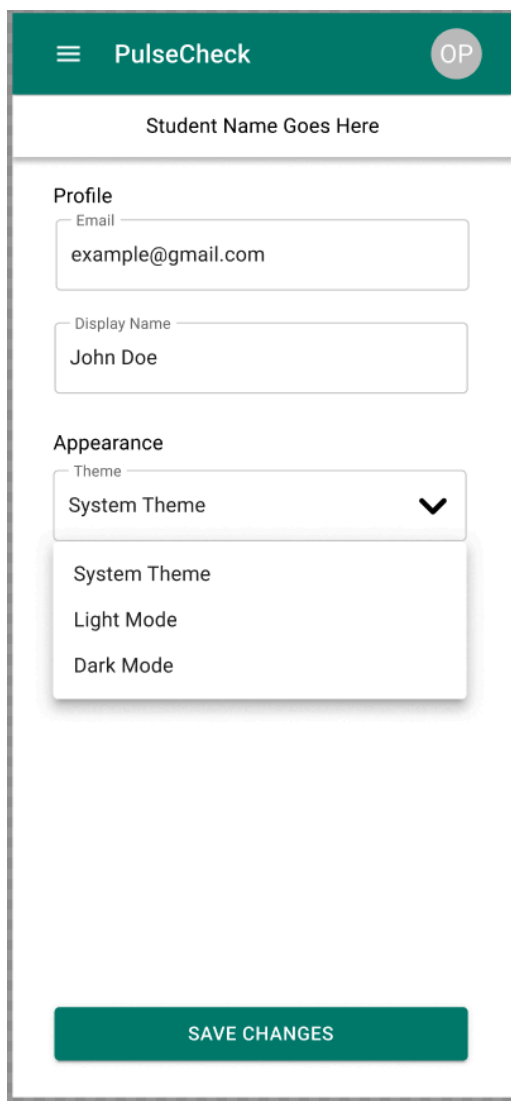 PulseCheck OP
Student Name Goes Here
Profile
Email
example@gmail.com
Display Name
John Doe
Appearance
Theme
System Theme
System Theme
Light Mode
Dark Mode
SAVE CHANGES